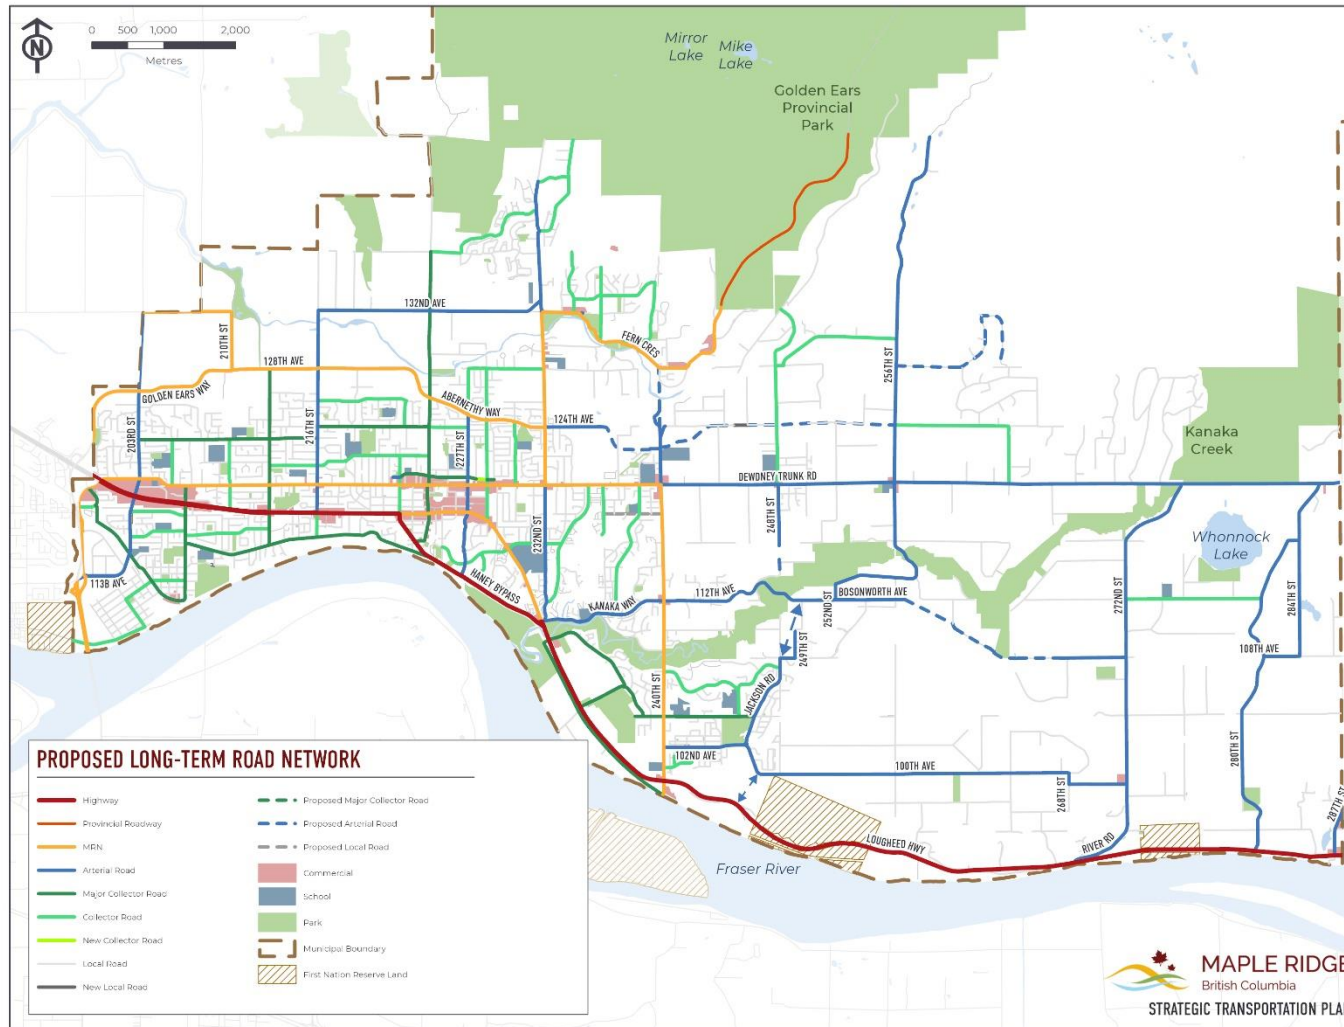 N
0 500 1,000 2,000
Metres
Mirror
Lake
Mike
Lake
Golden Ears
Provincial
Park
132ND AVE
210TH ST
128TH AVE
GOLDEN EARS WAY
203RD ST
216TH ST
ABERNETHY WAY
227TH ST
FERN CRES
124TH AVE
256TH ST
Kanaka
Creek
DEWDNEY TRUNK RD
248TH ST
232ND ST
113B AVE
HANEY BYPASS
KANAKA WAY
112TH AVE
252ND ST
BOSONWORTH AVE
249TH ST
272ND ST
Whonnock
Lake
284TH ST
108TH AVE
240TH ST
JACKSON RD
102ND AVE
100TH AVE
268TH ST
280TH ST
287TH ST
RIVER RD
LOUGHEED HWY
Fraser River
PROPOSED LONG-TERM ROAD NETWORK
Highway
Provincial Roadway
MRN
Arterial Road
Major Collector Road
Collector Road
New Collector Road
Local Road
New Local Road
Proposed Major Collector Road
Proposed Arterial Road
Proposed Local Road
Commercial
School
Park
Municipal Boundary
First Nation Reserve Land
MAPLE RIDGE
British Columbia
STRATEGIC TRANSPORTATION PLA